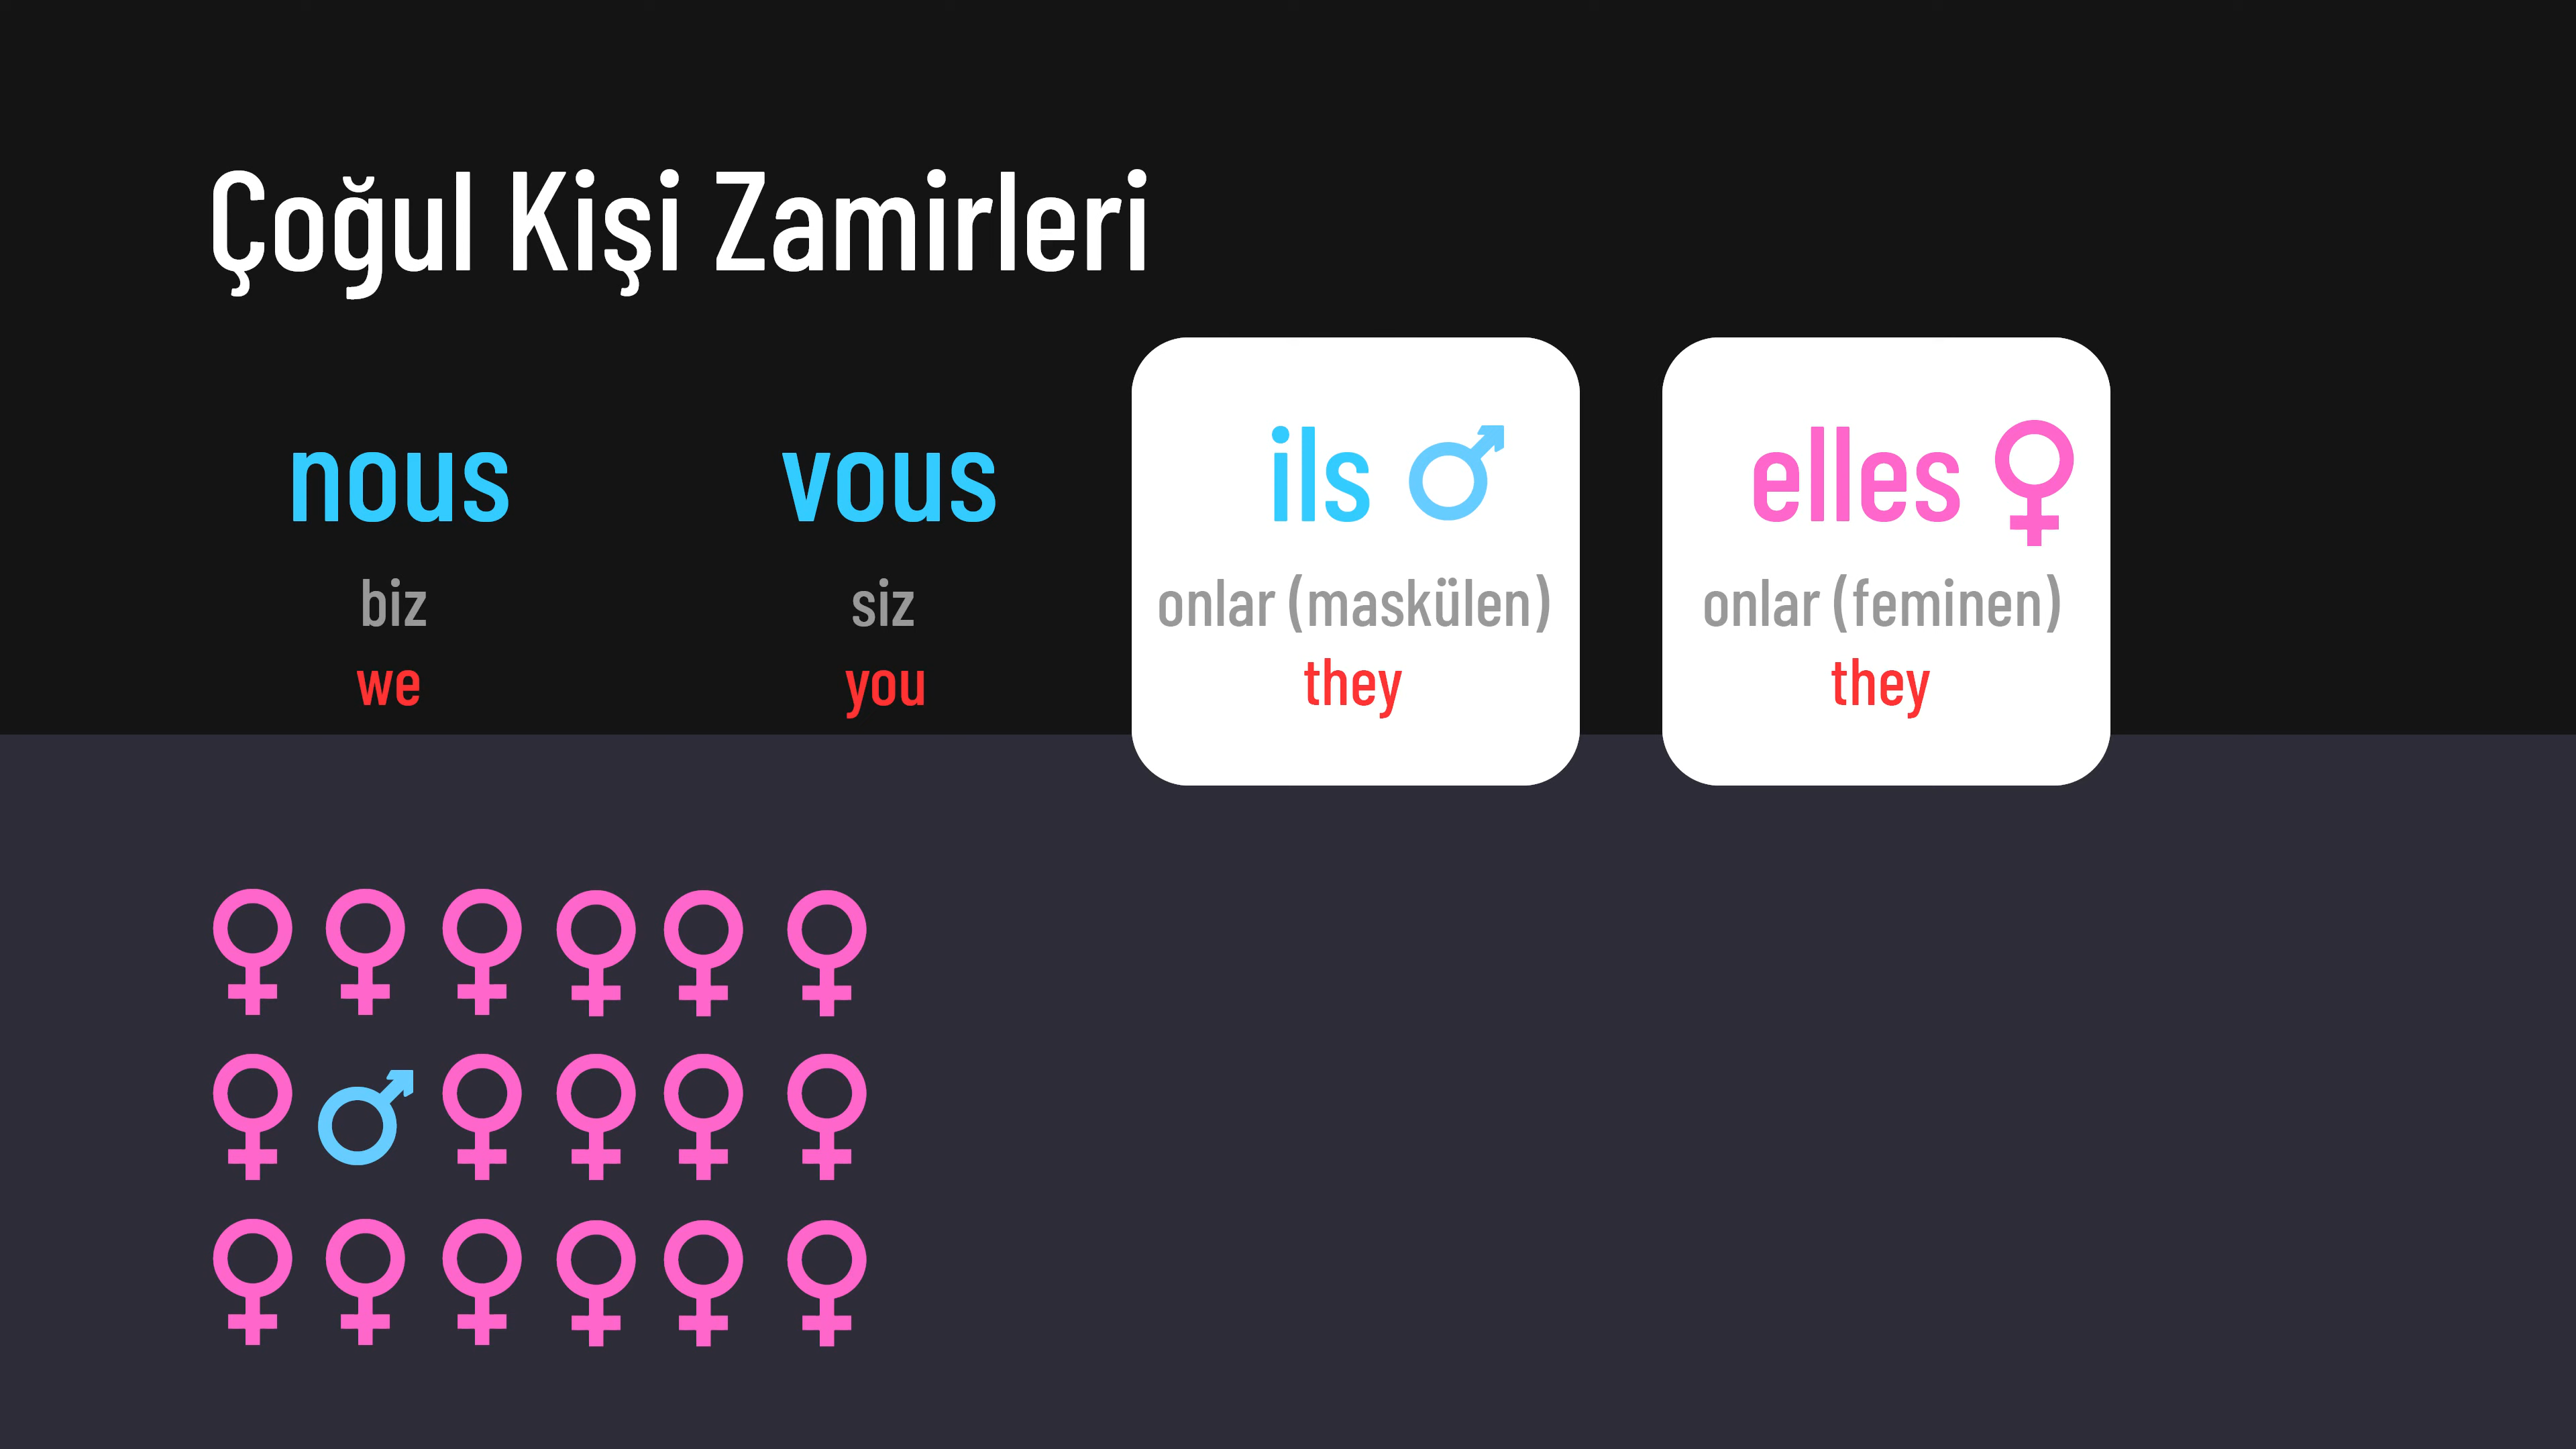 Çoğul Kişi Zamirleri
nous
biz
we
vous
siz
you
ils
onlar (maskülen)
they
elles
onlar (feminen)
they